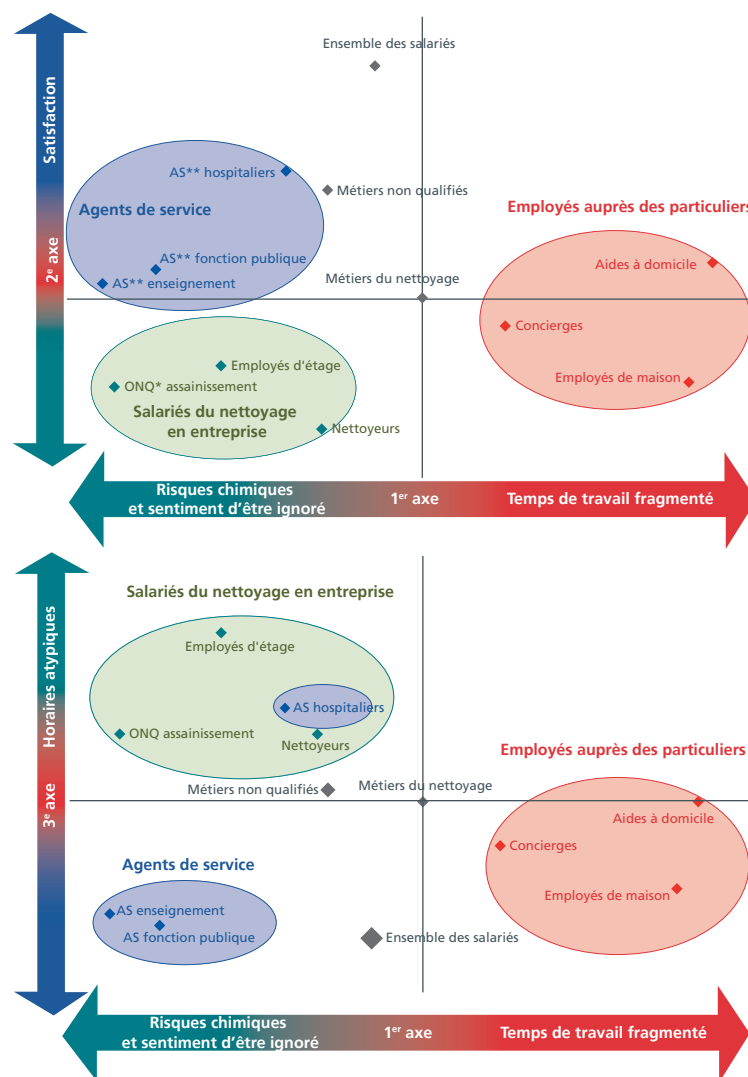 Ensemble des salariés
Satisfaction
AS** hospitaliers
Métiers non qualifiés
Agents de service
Employés auprès des particuliers
AS** fonction publique
Aides à domicile
2e axe
AS** enseignement
Métiers du nettoyage
Concierges
Employés d'étage
Employés de maison
ONQ* assainissement
Salariés du nettoyage
en entreprise
Nettoyeurs
Risques chimiques
et sentiment d'être ignoré
1er axe
Temps de travail fragmenté
Salariés du nettoyage en entreprise
Horaires atypiques
Employés d'étage
AS hospitaliers
ONQ assainissement
Nettoyeurs
Employés auprès des particuliers
Métiers non qualifiés
Métiers du nettoyage
3e axe
Aides à domicile
Concierges
Agents de service
Employés de maison
AS enseignement
AS fonction publique
Ensemble des salariés
Risques chimiques
et sentiment d'être ignoré
1er axe
Temps de travail fragmenté